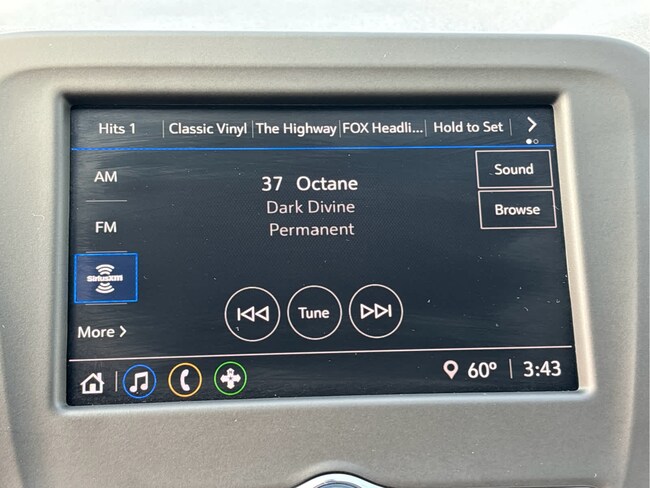 Hits 1 Classic Vinyl The Highway FOX Headli... Hold to Set
AM
37 Octane
Sound
Dark Divine
Browse
FM
Permanent
SiriusXM
Tune
More
60° 3:43